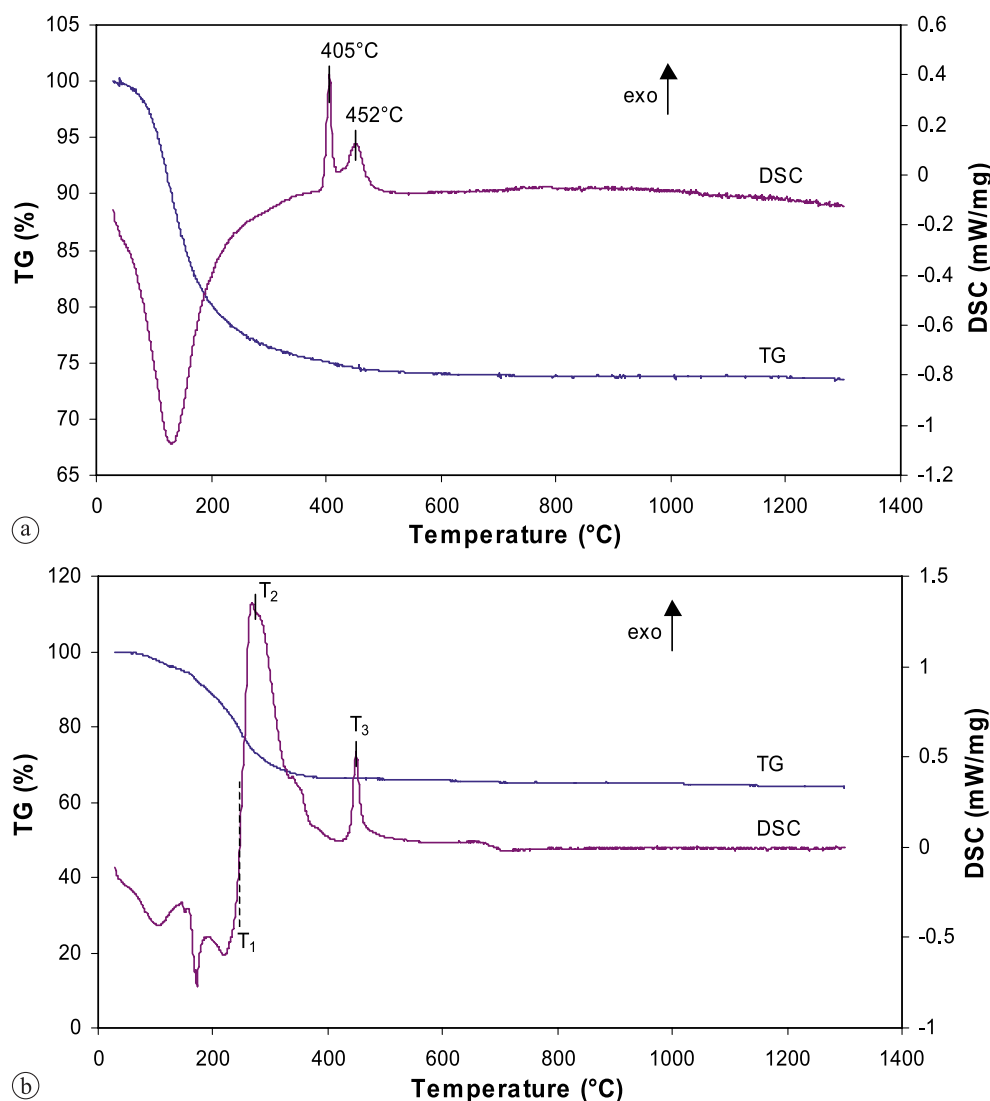 105
100
95
90
85
80
75
70
65
TG (%)
0.6
0.4
0.2
0
-0.2
-0.4
-0.6
-0.8
-1
-1.2
DSC (mW/mg)
405°C
452°C
exo
DSC
TG
0 200 400 600 800 1000 1200 1400
Temperature (°C)
a
120
100
80
60
40
20
0
TG (%)
1.5
1
0.5
0
-0.5
-1
DSC (mW/mg)
T2
exo
T3
TG
DSC
T1
0 200 400 600 800 1000 1200 1400
Temperature (°C)
b